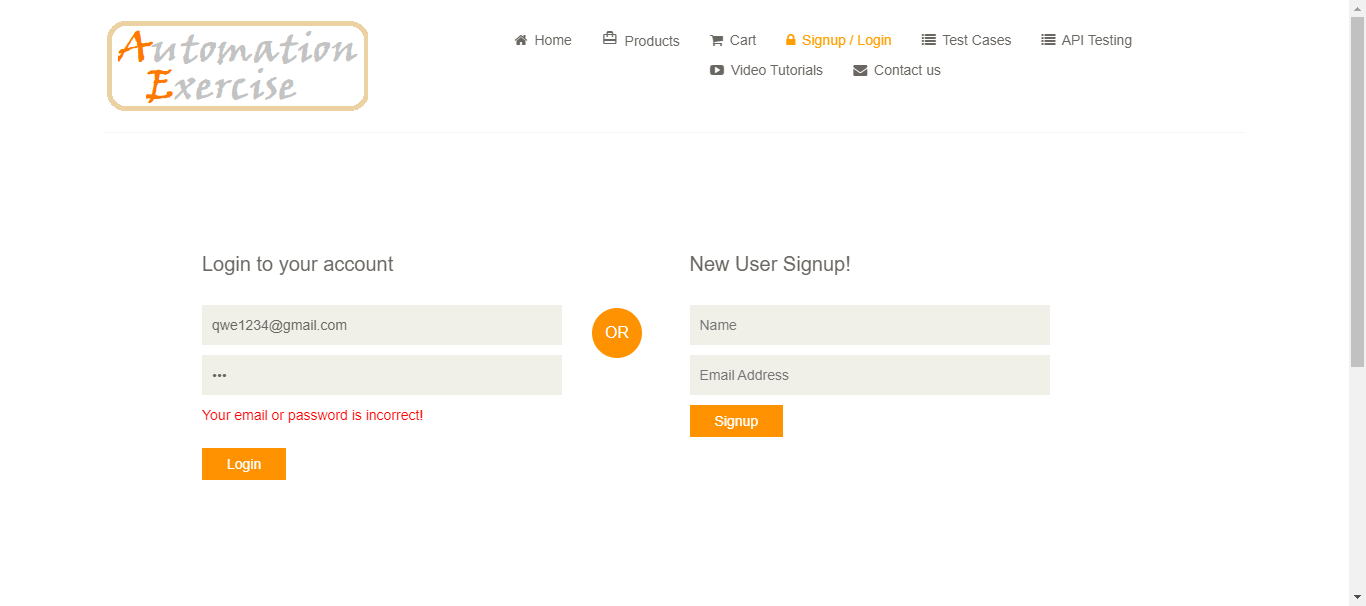 Automation
Exercise
Home Products Cart Signup / Login Test Cases API Testing
Video Tutorials Contact us
Login to your account
qwe1234@gmail.com
•••
Your email or password is incorrect!
Login
OR
New User Signup!
Name
Email Address
Signup